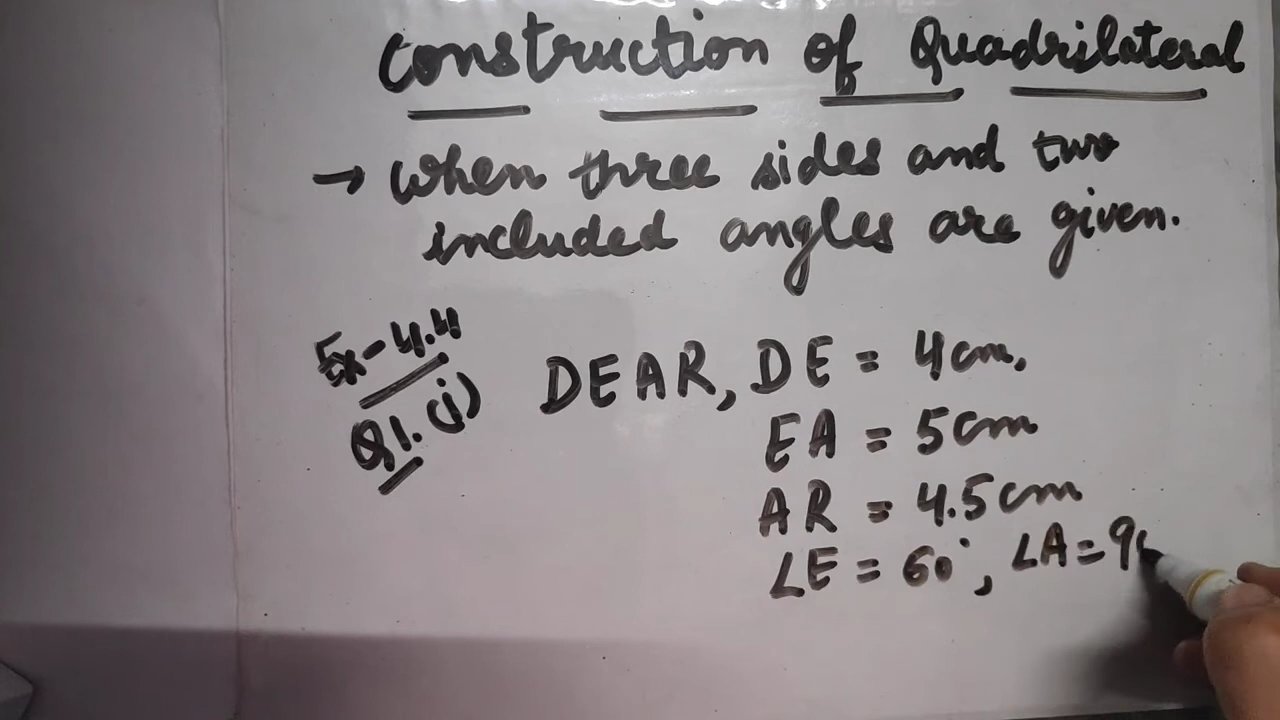 Construction of Quadrilateral
→ When three sides and two
included angles are given.
Ex-4.4
Q1. (i)
DEAR, DE = 4cm,
EA = 5cm
AR = 4.5cm
∠E = 60°, ∠A = 9